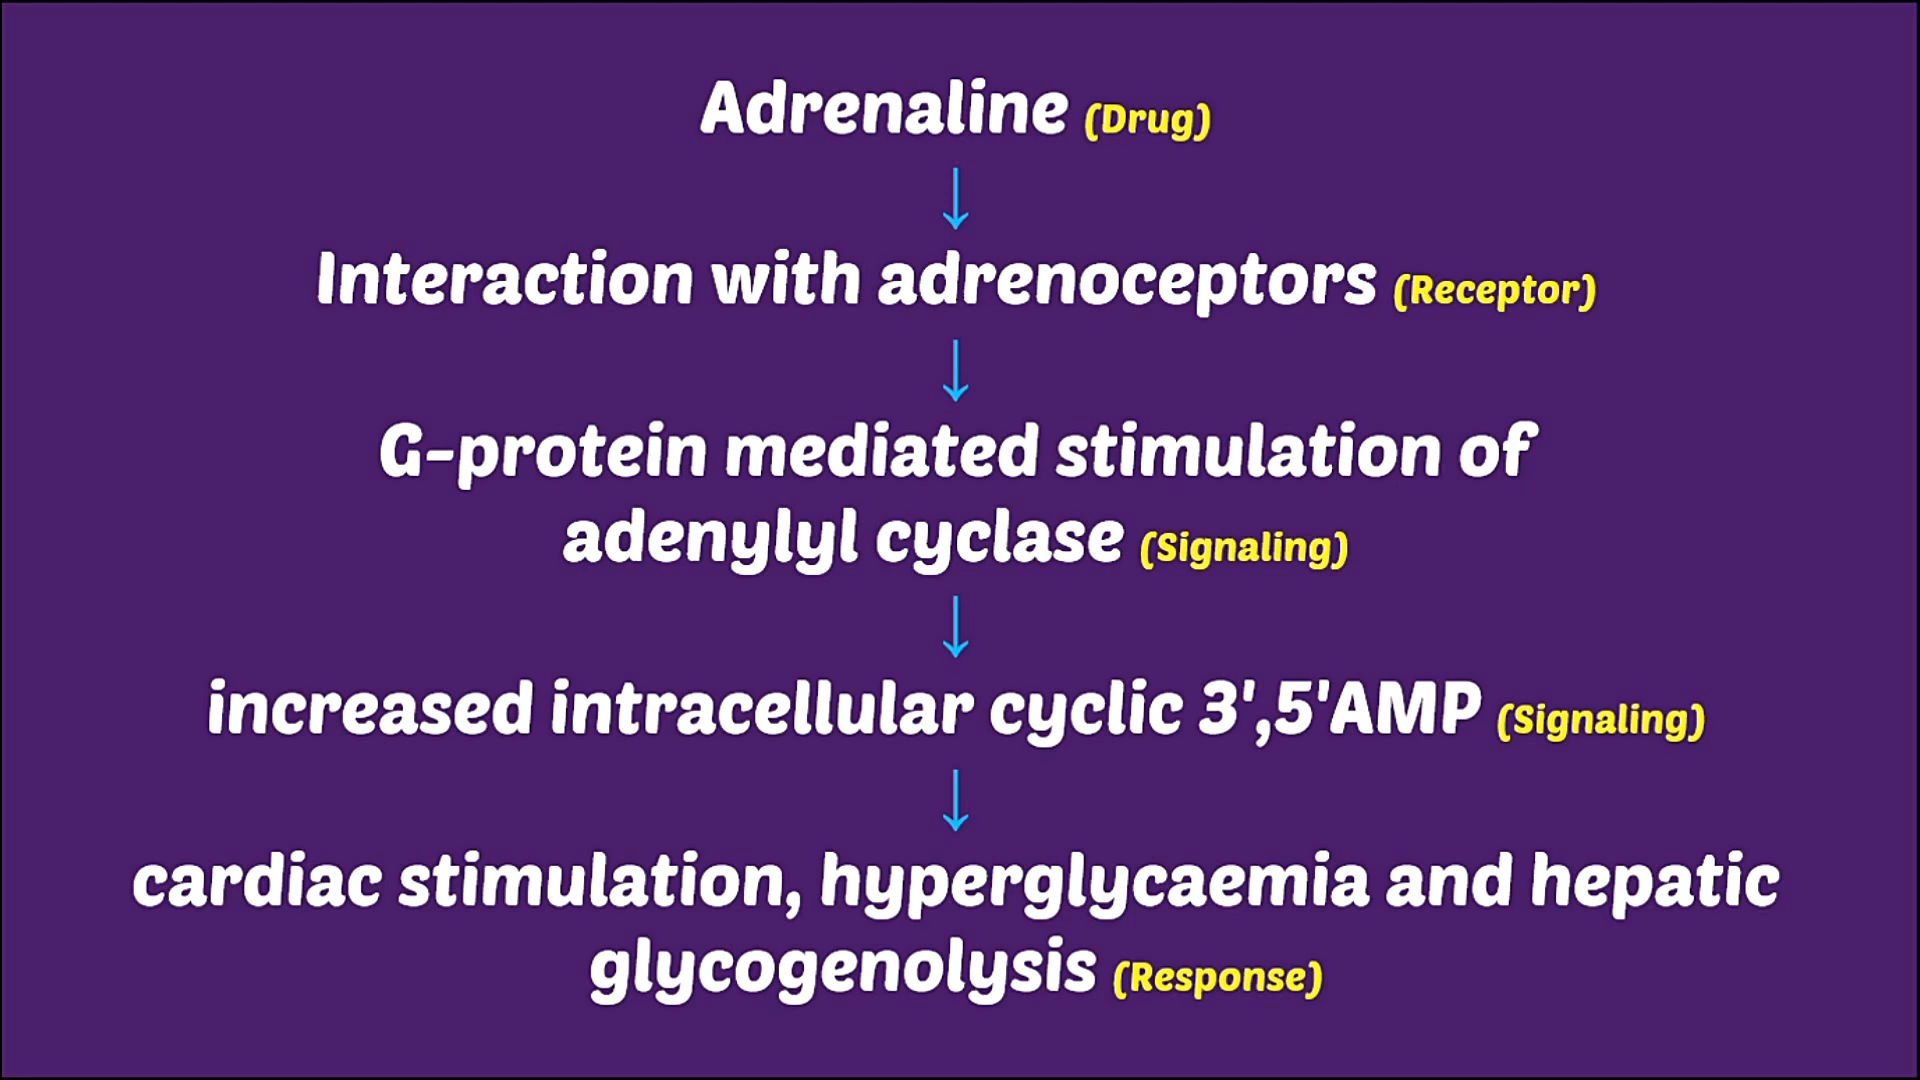 Adrenaline (Drug)
↓
Interaction with adrenoceptors (Receptor)
↓
G-protein mediated stimulation of
adenylyl cyclase (Signaling)
↓
increased intracellular cyclic 3',5'AMP (Signaling)
↓
cardiac stimulation, hyperglycaemia and hepatic
glycogenolysis (Response)